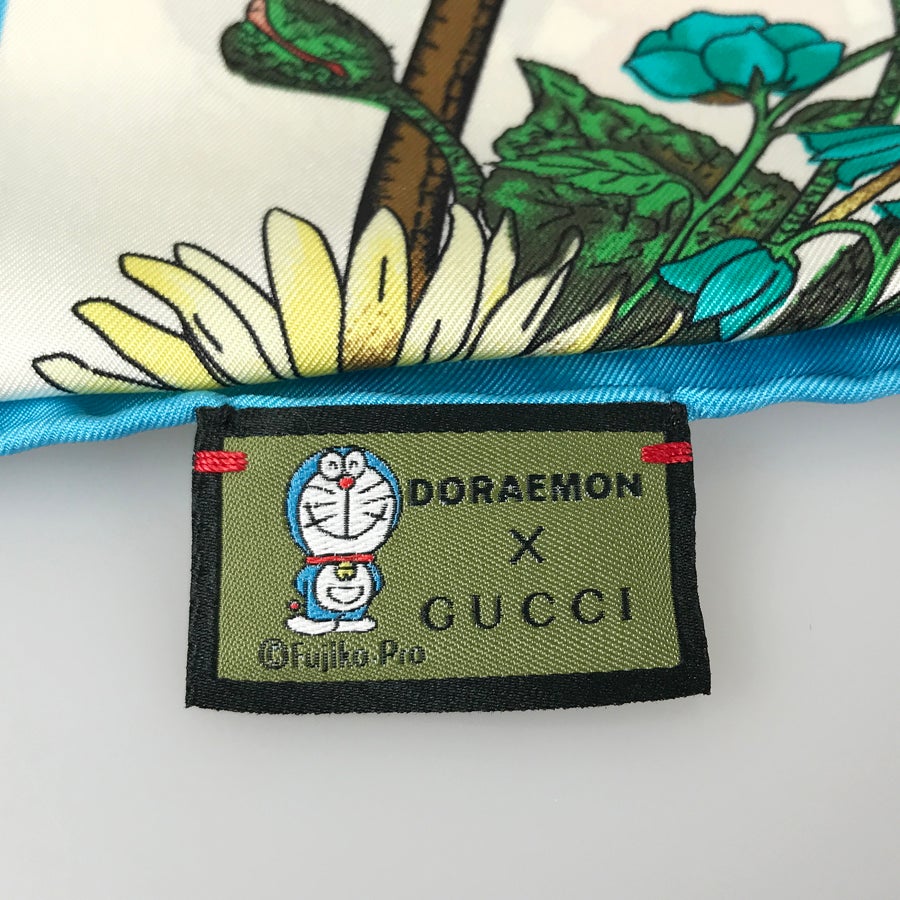 DORAEMON
X
GUCCI
©Fujiko-Pro